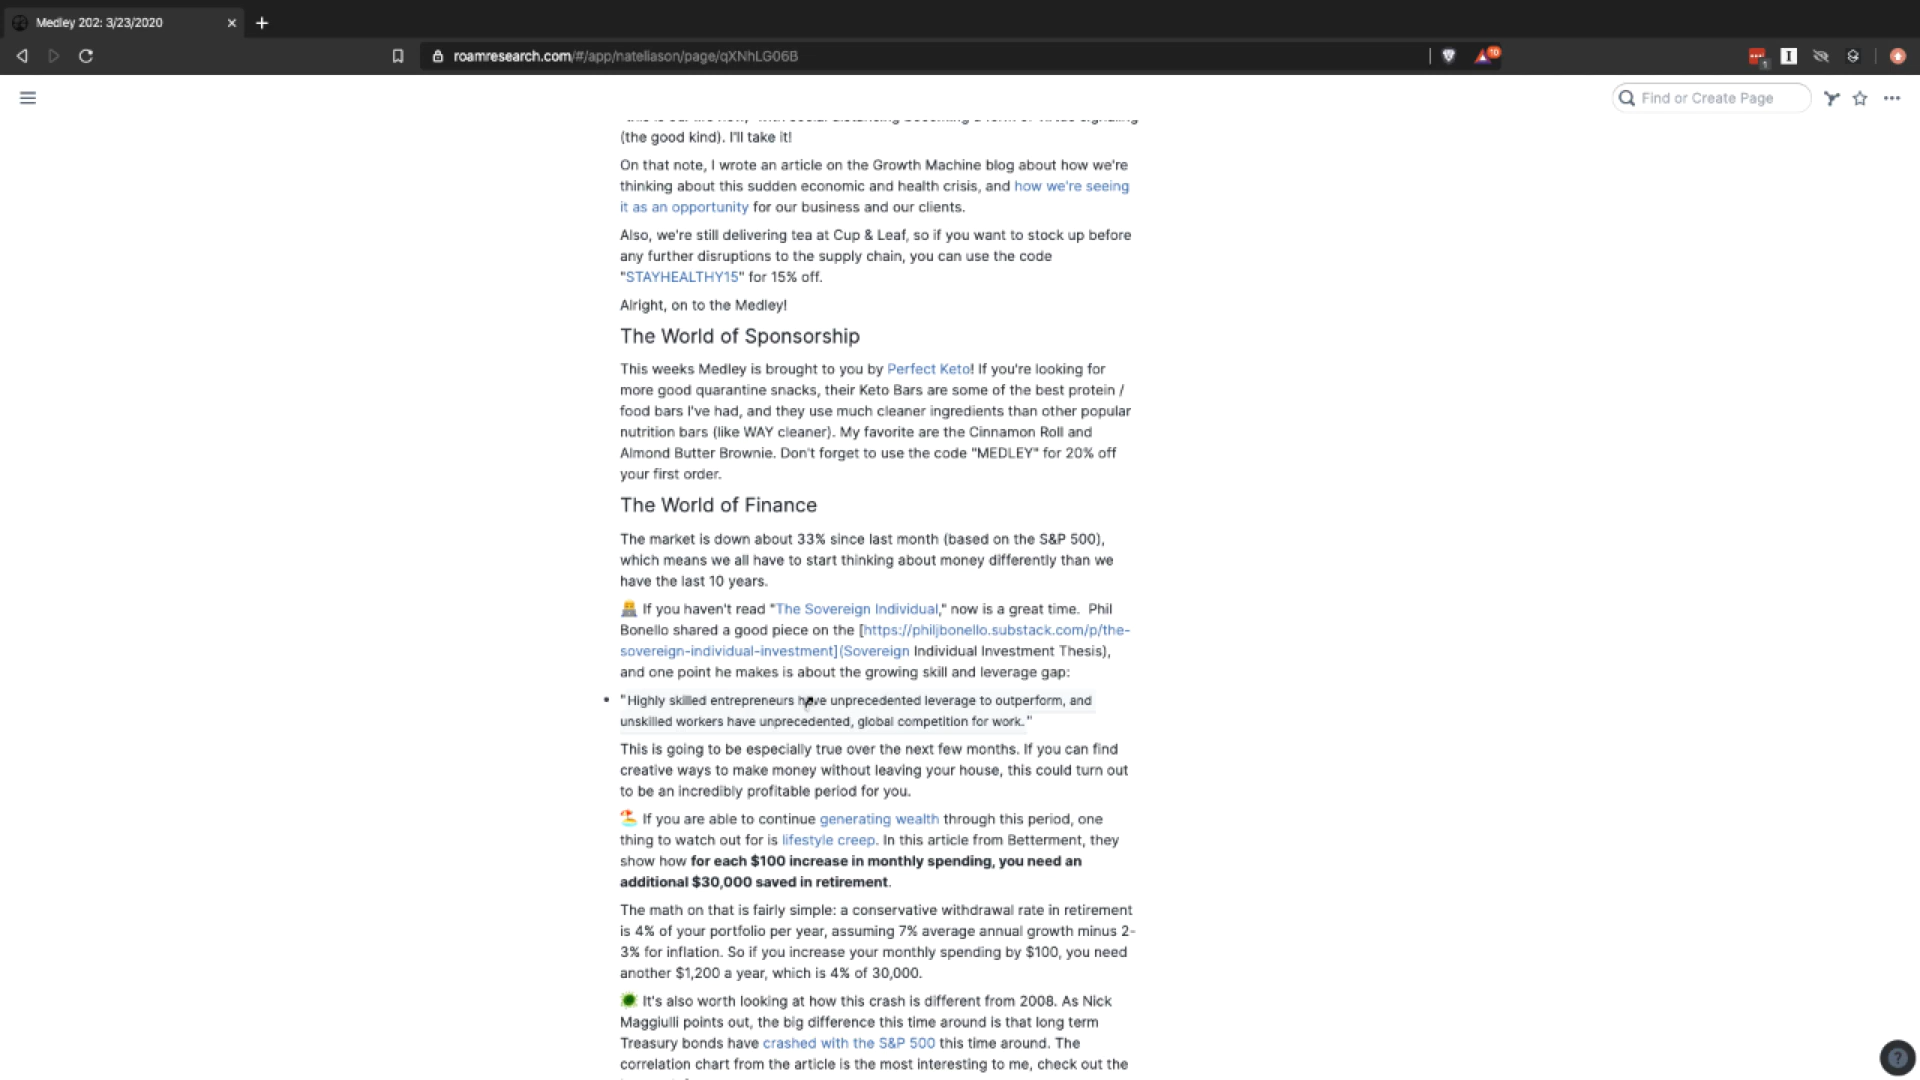 Medley 202: 3/23/2020
roamresearch.com/#/app/nateliason/page/qXNhLG06B
10
1
Find or Create Page
(the good kind). I'll take it!
On that note, I wrote an article on the Growth Machine blog about how we're
thinking about this sudden economic and health crisis, and how we're seeing
it as an opportunity for our business and our clients.
Also, we're still delivering tea at Cup & Leaf, so if you want to stock up before
any further disruptions to the supply chain, you can use the code
"STAYHEALTHY15" for 15% off.
Alright, on to the Medley!
The World of Sponsorship
This weeks Medley is brought to you by Perfect Keto! If you're looking for
more good quarantine snacks, their Keto Bars are some of the best protein /
food bars I've had, and they use much cleaner ingredients than other popular
nutrition bars (like WAY cleaner). My favorite are the Cinnamon Roll and
Almond Butter Brownie. Don't forget to use the code "MEDLEY" for 20% off
your first order.
The World of Finance
The market is down about 33% since last month (based on the S&P 500),
which means we all have to start thinking about money differently than we
have the last 10 years.
If you haven't read "The Sovereign Individual," now is a great time. Phil
Bonello shared a good piece on the [https://philjbonello.substack.com/p/the-
sovereign-individual-investment](Sovereign Individual Investment Thesis),
and one point he makes is about the growing skill and leverage gap:
"Highly skilled entrepreneurs have unprecedented leverage to outperform, and
unskilled workers have unprecedented, global competition for work."
This is going to be especially true over the next few months. If you can find
creative ways to make money without leaving your house, this could turn out
to be an incredibly profitable period for you.
If you are able to continue generating wealth through this period, one
thing to watch out for is lifestyle creep. In this article from Betterment, they
show how for each $100 increase in monthly spending, you need an
additional $30,000 saved in retirement.
The math on that is fairly simple: a conservative withdrawal rate in retirement
is 4% of your portfolio per year, assuming 7% average annual growth minus 2-
3% for inflation. So if you increase your monthly spending by $100, you need
another $1,200 a year, which is 4% of 30,000.
It's also worth looking at how this crash is different from 2008. As Nick
Maggiulli points out, the big difference this time around is that long term
Treasury bonds have crashed with the S&P 500 this time around. The
correlation chart from the article is the most interesting to me, check out the